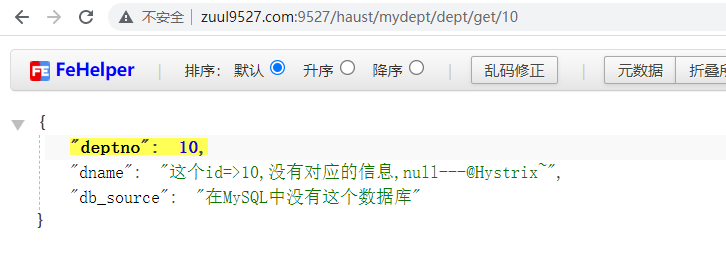 不安全 | zuul9527.com:9527/haust/mydept/dept/get/10
FeHelper | 排序： 默认 升序 降序 | 乱码修正 | 元数据 折叠
{
"deptno": 10,
"dname": "这个id=>10,没有对应的信息,null---@Hystrix~",
"db_source": "在MySQL中没有这个数据库"
}